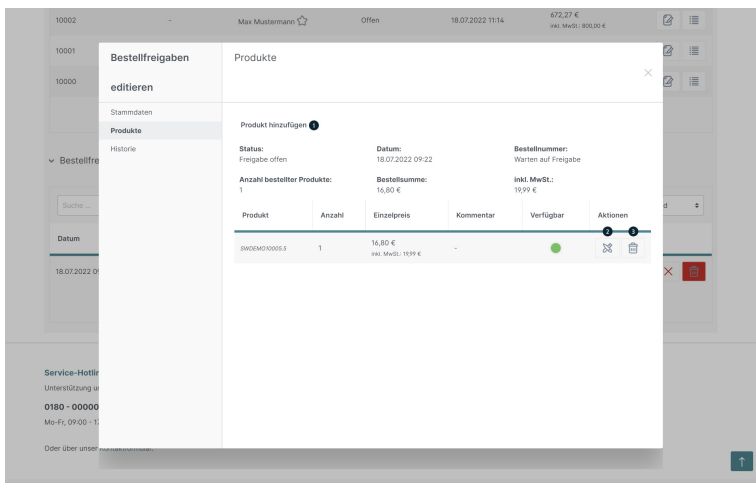 10002 - Max Mustermann Offen 18.07.2022 11:14 672,27 €
inkl. MwSt.: 800,00 €
10001
10000
Bestellfreigaben
editieren
Stammdaten
Produkte
Historie
Produkte
Produkt hinzufügen 1
Status: Datum: Bestellnummer:
Freigabe offen 18.07.2022 09:22 Warten auf Freigabe
Anzahl bestellter Produkte: Bestellsumme: inkl. MwSt.:
1 16,80 € 19,99 €
Produkt Anzahl Einzelpreis Kommentar Verfügbar Aktionen
2 3
SWDEMO10005.5 1 16,80 € -
inkl. MwSt.: 19,99 €
Bestellfre
Suche ...
d
Datum
18.07.2022 0
Service-Hotlin
Unterstützung u
0180 - 00000
Mo-Fr, 09:00 - 1
Oder über unser Kontaktformular.